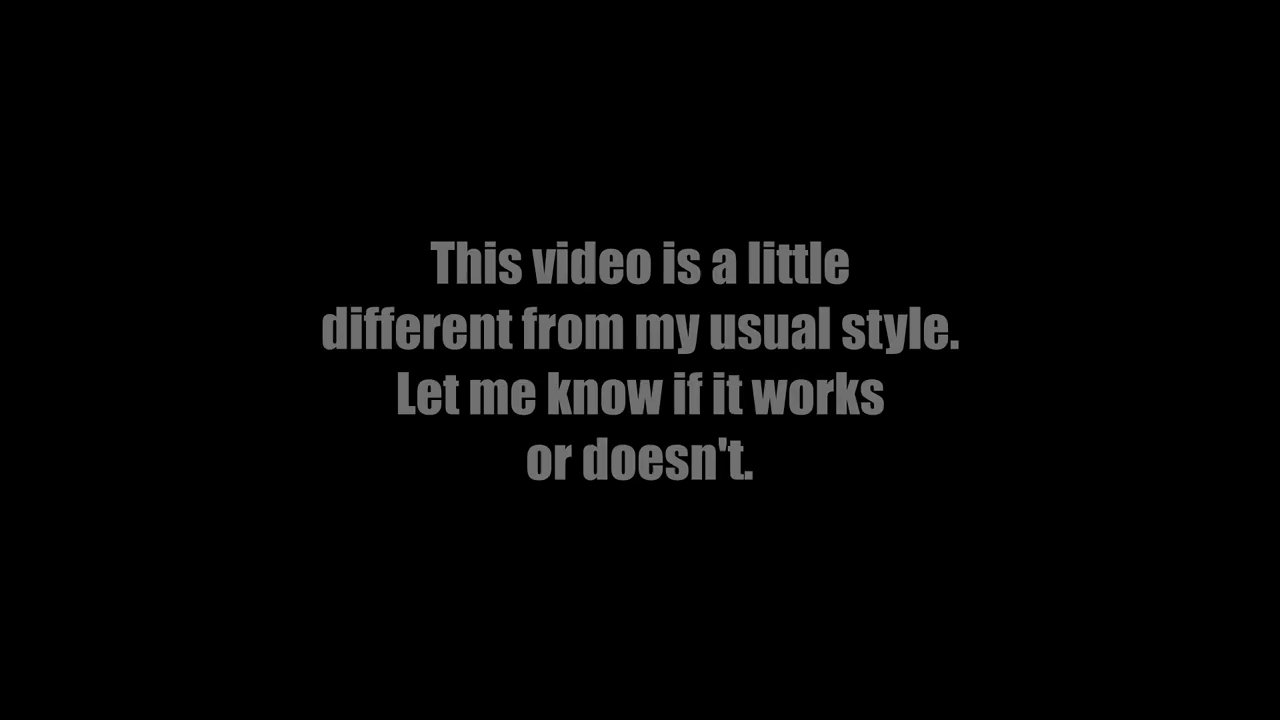 This video is a little
different from my usual style.
Let me know if it works
or doesn't.